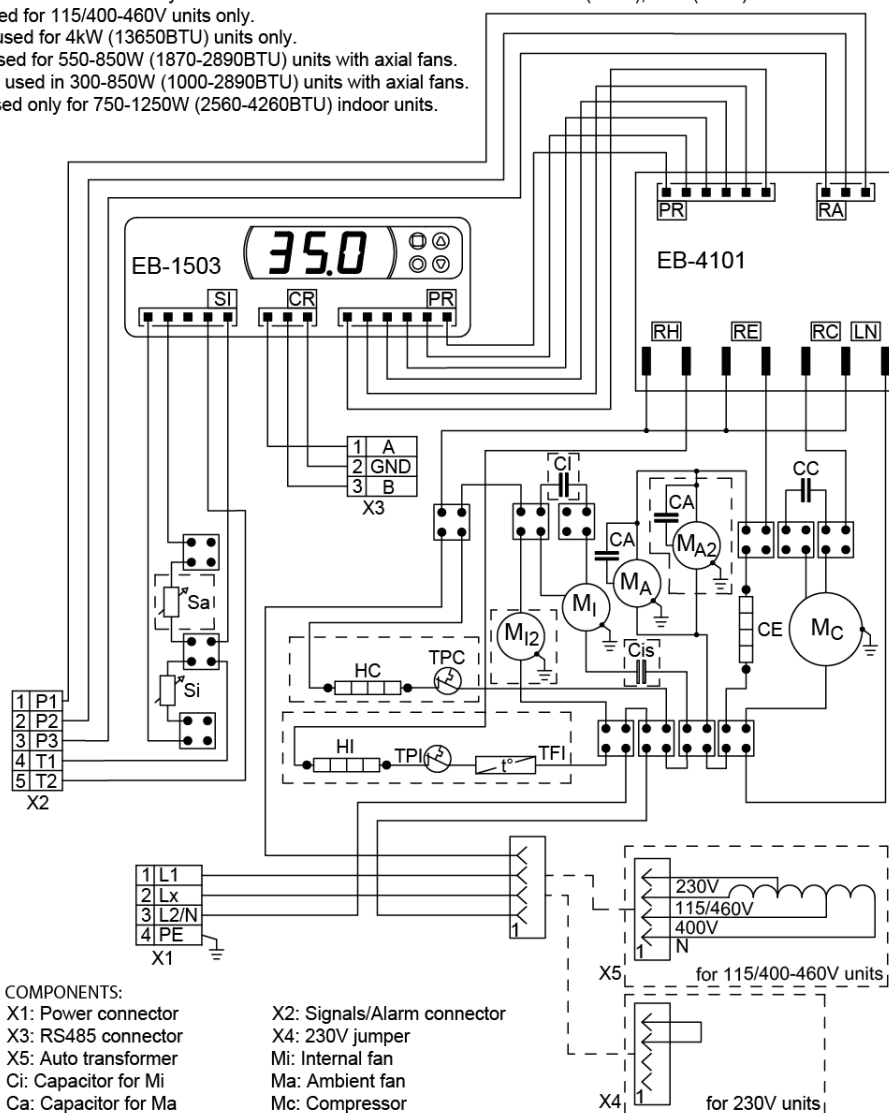 ed for 115/400-460V units only.
used for 4kW (13650BTU) units only.
sed for 550-850W (1870-2890BTU) units with axial fans.
used in 300-850W (1000-2890BTU) units with axial fans.
sed only for 750-1250W (2560-4260BTU) indoor units.
PR
RA
EB-1503
35.0
EB-4101
SI
CR
PR
RH
RE
RC
LN
1 A
2 GND
3 B
X3
CI
CC
CA
CA
MA2
MA
MI
Sa
MI2
CE
MC
Cis
TPC
HC
Si
1 P1
2 P2
3 P3
4 T1
5 T2
X2
HI
TPI
t°
TFI
1 L1
2 Lx
3 L2/N
4 PE
X1
1
230V
115/460V
400V
N
1
X5
for 115/400-460V units
X4
1
for 230V units
COMPONENTS:
X1: Power connector
X3: RS485 connector
X5: Auto transformer
Ci: Capacitor for Mi
Ca: Capacitor for Ma
X2: Signals/Alarm connector
X4: 230V jumper
Mi: Internal fan
Ma: Ambient fan
Mc: Compressor